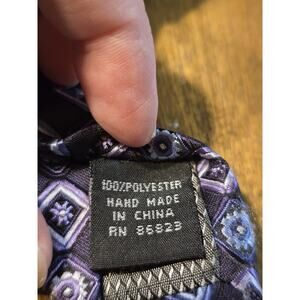 100%POLYESTER
HAND MADE
IN CHINA
RN 86823